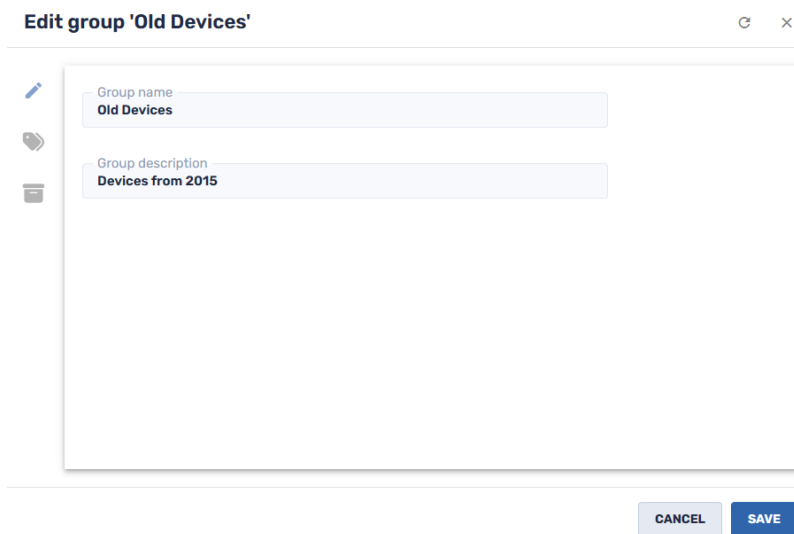 Edit group 'Old Devices'
Group name
Old Devices
Group description
Devices from 2015
CANCEL
SAVE